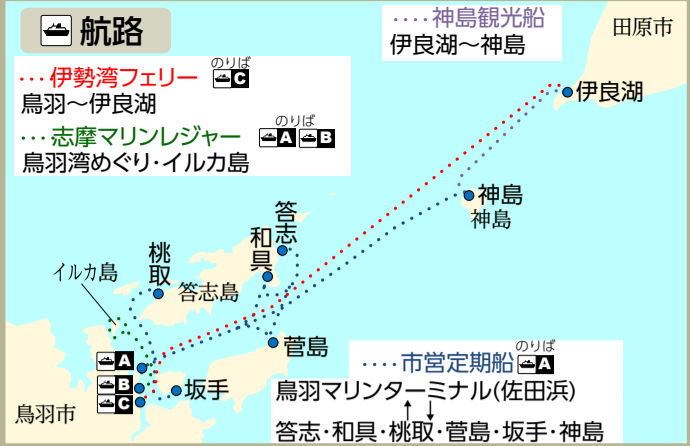 航路
‥‥神島観光船
伊良湖〜神島
田原市
…伊勢湾フェリー のりば C
鳥羽〜伊良湖
…志摩マリンレジャー のりば A B
鳥羽湾めぐり・イルカ島
伊良湖
神島
神島
答志
和具
桃取
イルカ島
答志島
菅島
A
B
C
坂手
鳥羽市
‥‥市営定期船 のりば A
鳥羽マリンターミナル(佐田浜)
↑↓
答志・和具・桃取・菅島・坂手・神島